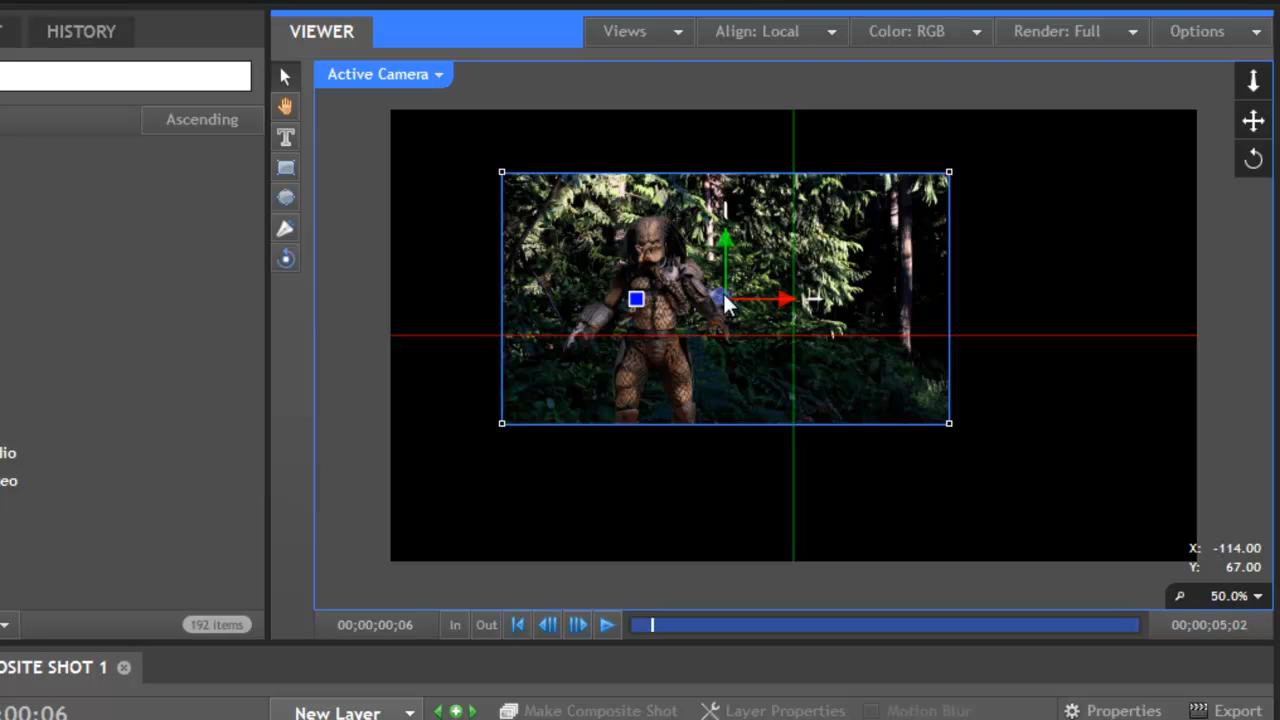 HISTORY
VIEWER
Views
Align: Local
Color: RGB
Render: Full
Options
Active Camera
Ascending
T
dio
eo
X: -114.00
Y: 67.00
50.0%
192 items
00;00;00;06
In
Out
00;00;05;02
OSITE SHOT 1
:00;06
New Layer
Make Composite Shot
Layer Properties
Motion Blur
Properties
Export